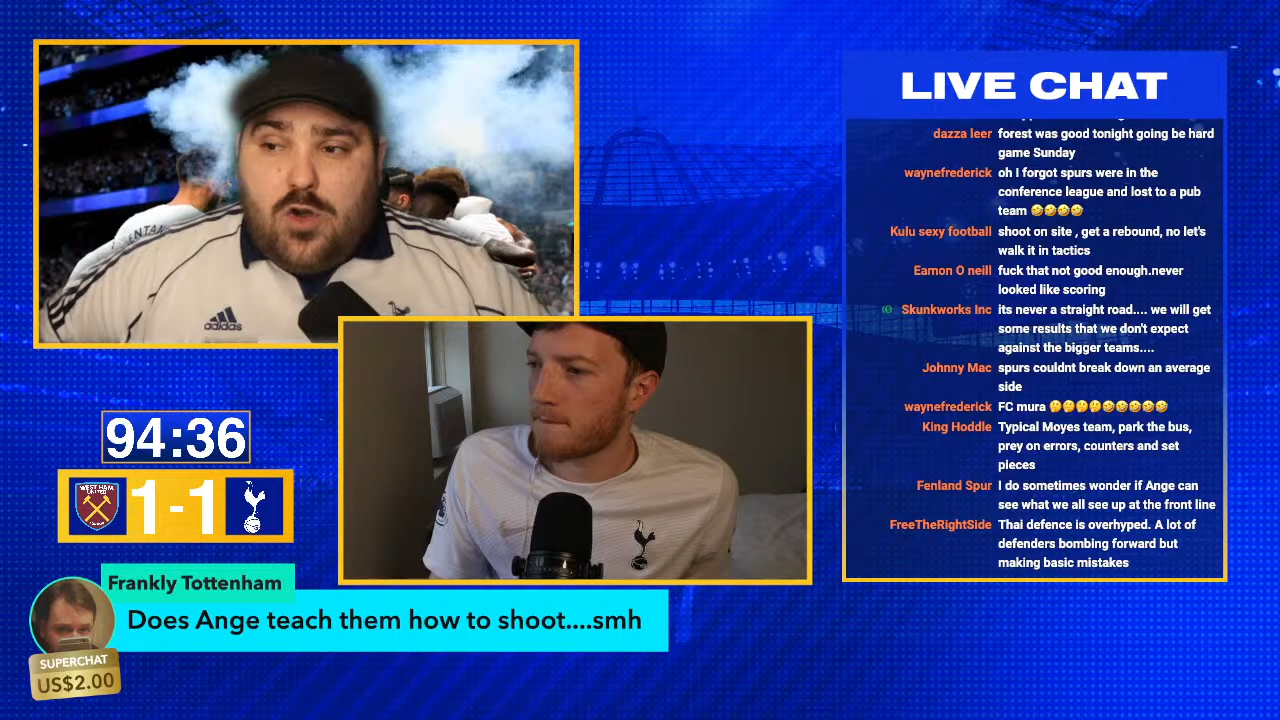 LIVE CHAT
dazza leer forest was good tonight going be hard
game Sunday
waynefrederick oh I forgot spurs were in the
conference league and lost to a pub
team 🤣🤣🤣🤣
Kulu sexy football shoot on site , get a rebound, no let's
walk it in tactics
Eamon O neill fuck that not good enough.never
looked like scoring
Skunkworks Inc its never a straight road.... we will get
some results that we don't expect
against the bigger teams....
Johnny Mac spurs couldnt break down an average
side
waynefrederick FC mura 🤔🤔🤔🤔🤣🤣🤣🤣🤣
King Hoddle Typical Moyes team, park the bus,
prey on errors, counters and set
pieces
Fenland Spur I do sometimes wonder if Ange can
see what we all see up at the front line
FreeTheRightSide Thai defence is overhyped. A lot of
defenders bombing forward but
making basic mistakes
adidas
94:36
WEST HAM
UNITED
1-1
Frankly Tottenham
Does Ange teach them how to shoot....smh
SUPERCHAT
US$2.00